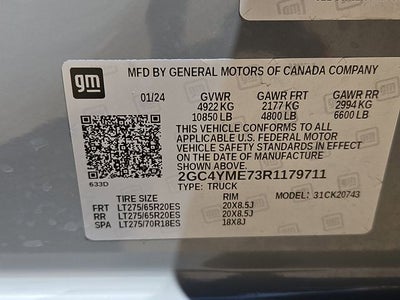 gm
MFD BY GENERAL MOTORS OF CANADA COMPANY
01/24 GVWR GAWR FRT GAWR RR
4922 KG 2177 KG 2994 KG
10850 LB 4800 LB 6600 LB
THIS VEHICLE CONFORMS TO ALL
APPLICABLE U.S. FEDERAL MOTOR
VEHICLE SAFETY STANDARDS IN EFFECT
ON THE DATE OF MANUFACTURE
SHOWN ABOVE.
2GC4YME73R1179711
633D TYPE: TRUCK
TIRE SIZE RIM MODEL: 31CK20743
FRT LT275/65R20ES 20X8.5J
RR LT275/65R20ES 20X8.5J
SPA LT275/70R18ES 18X8J